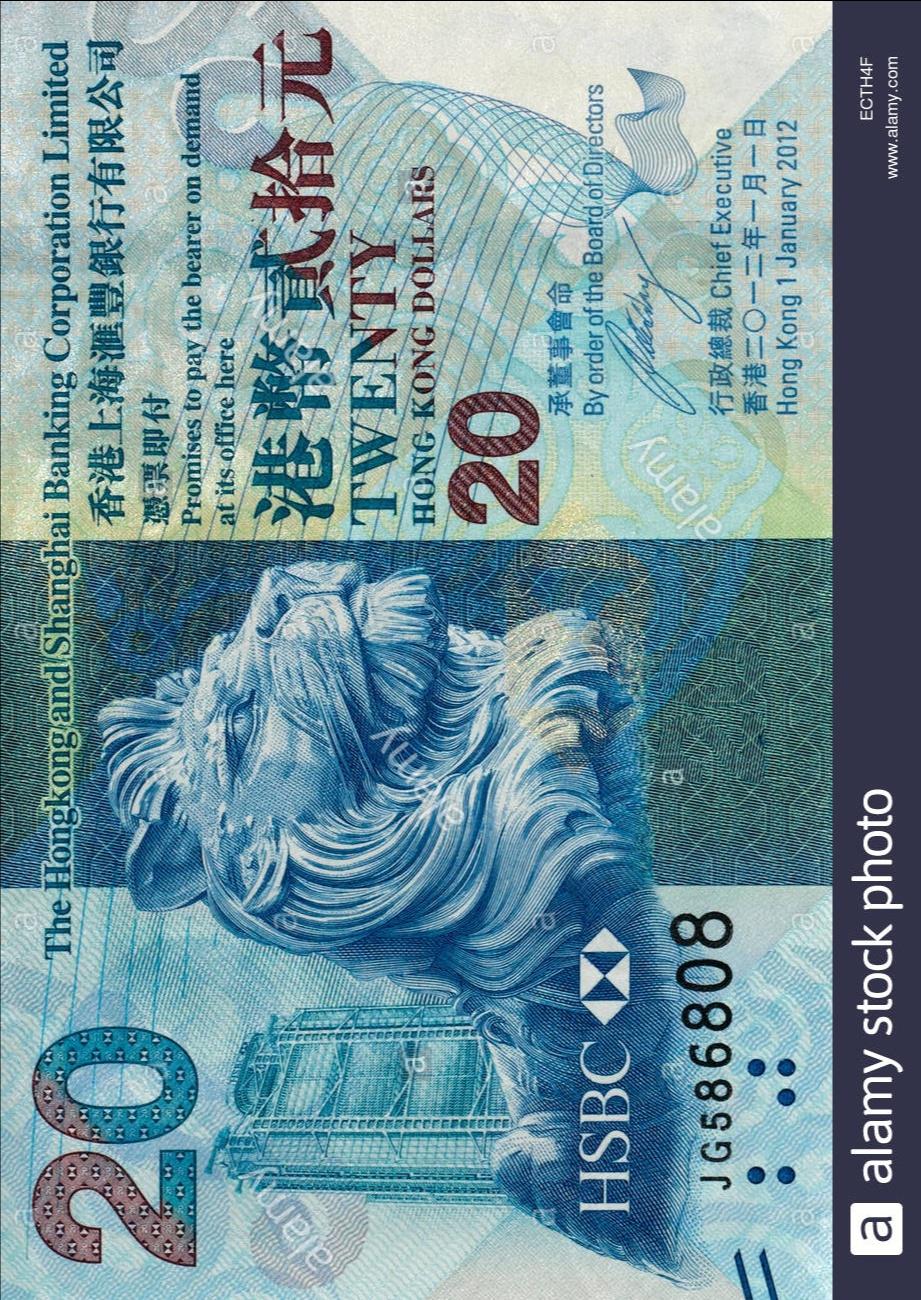 The Hongkong and Shanghai Banking Corporation Limited
香港上海滙豐銀行有限公司
憑票即付
Promises to pay the bearer on demand
at its office here
港幣貳拾元
TWENTY
HONG KONG DOLLARS
20
承董事會命
By order of the Board of Directors
行政總裁 Chief Executive
香港二〇一二年一月一日
Hong Kong 1 January 2012
20
HSBC
JG586808
a alamy stock photo
ECTH4F
www.alamy.com